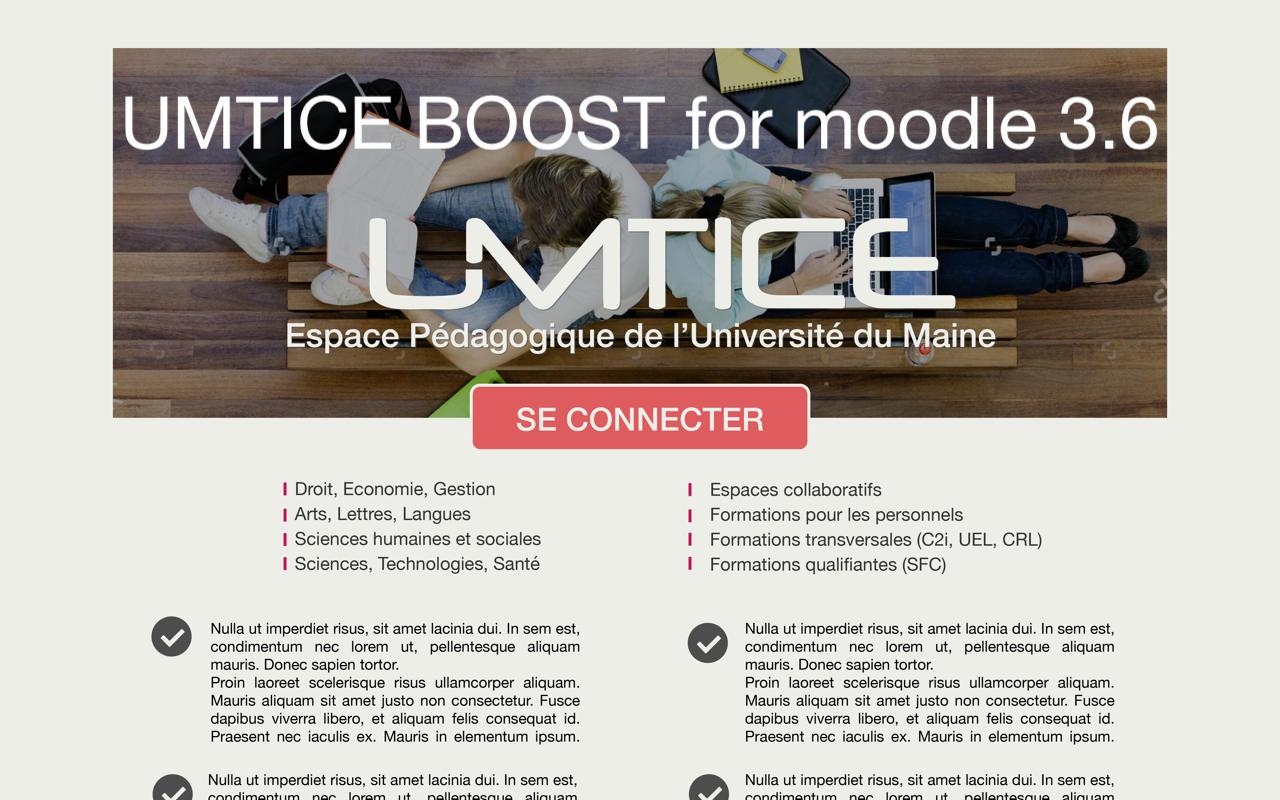 UMTICE BOOST for moodle 3.6
UMTICE
Espace Pédagogique de l’Université du Maine
SE CONNECTER
Droit, Economie, Gestion
Arts, Lettres, Langues
Sciences humaines et sociales
Sciences, Technologies, Santé
Espaces collaboratifs
Formations pour les personnels
Formations transversales (C2i, UEL, CRL)
Formations qualifiantes (SFC)
Nulla ut imperdiet risus, sit amet lacinia dui. In sem est,
condimentum nec lorem ut, pellentesque aliquam
mauris. Donec sapien tortor.
Proin laoreet scelerisque risus ullamcorper aliquam.
Mauris aliquam sit amet justo non consectetur. Fusce
dapibus viverra libero, et aliquam felis consequat id.
Praesent nec iaculis ex. Mauris in elementum ipsum.
Nulla ut imperdiet risus, sit amet lacinia dui. In sem est,
condimentum nec lorem ut, pellentesque aliquam
mauris. Donec sapien tortor.
Proin laoreet scelerisque risus ullamcorper aliquam.
Mauris aliquam sit amet justo non consectetur. Fusce
dapibus viverra libero, et aliquam felis consequat id.
Praesent nec iaculis ex. Mauris in elementum ipsum.
Nulla ut imperdiet risus, sit amet lacinia dui. In sem est,
condimentum nec lorem ut, pellentesque aliquam
Nulla ut imperdiet risus, sit amet lacinia dui. In sem est,
condimentum nec lorem ut, pellentesque aliquam